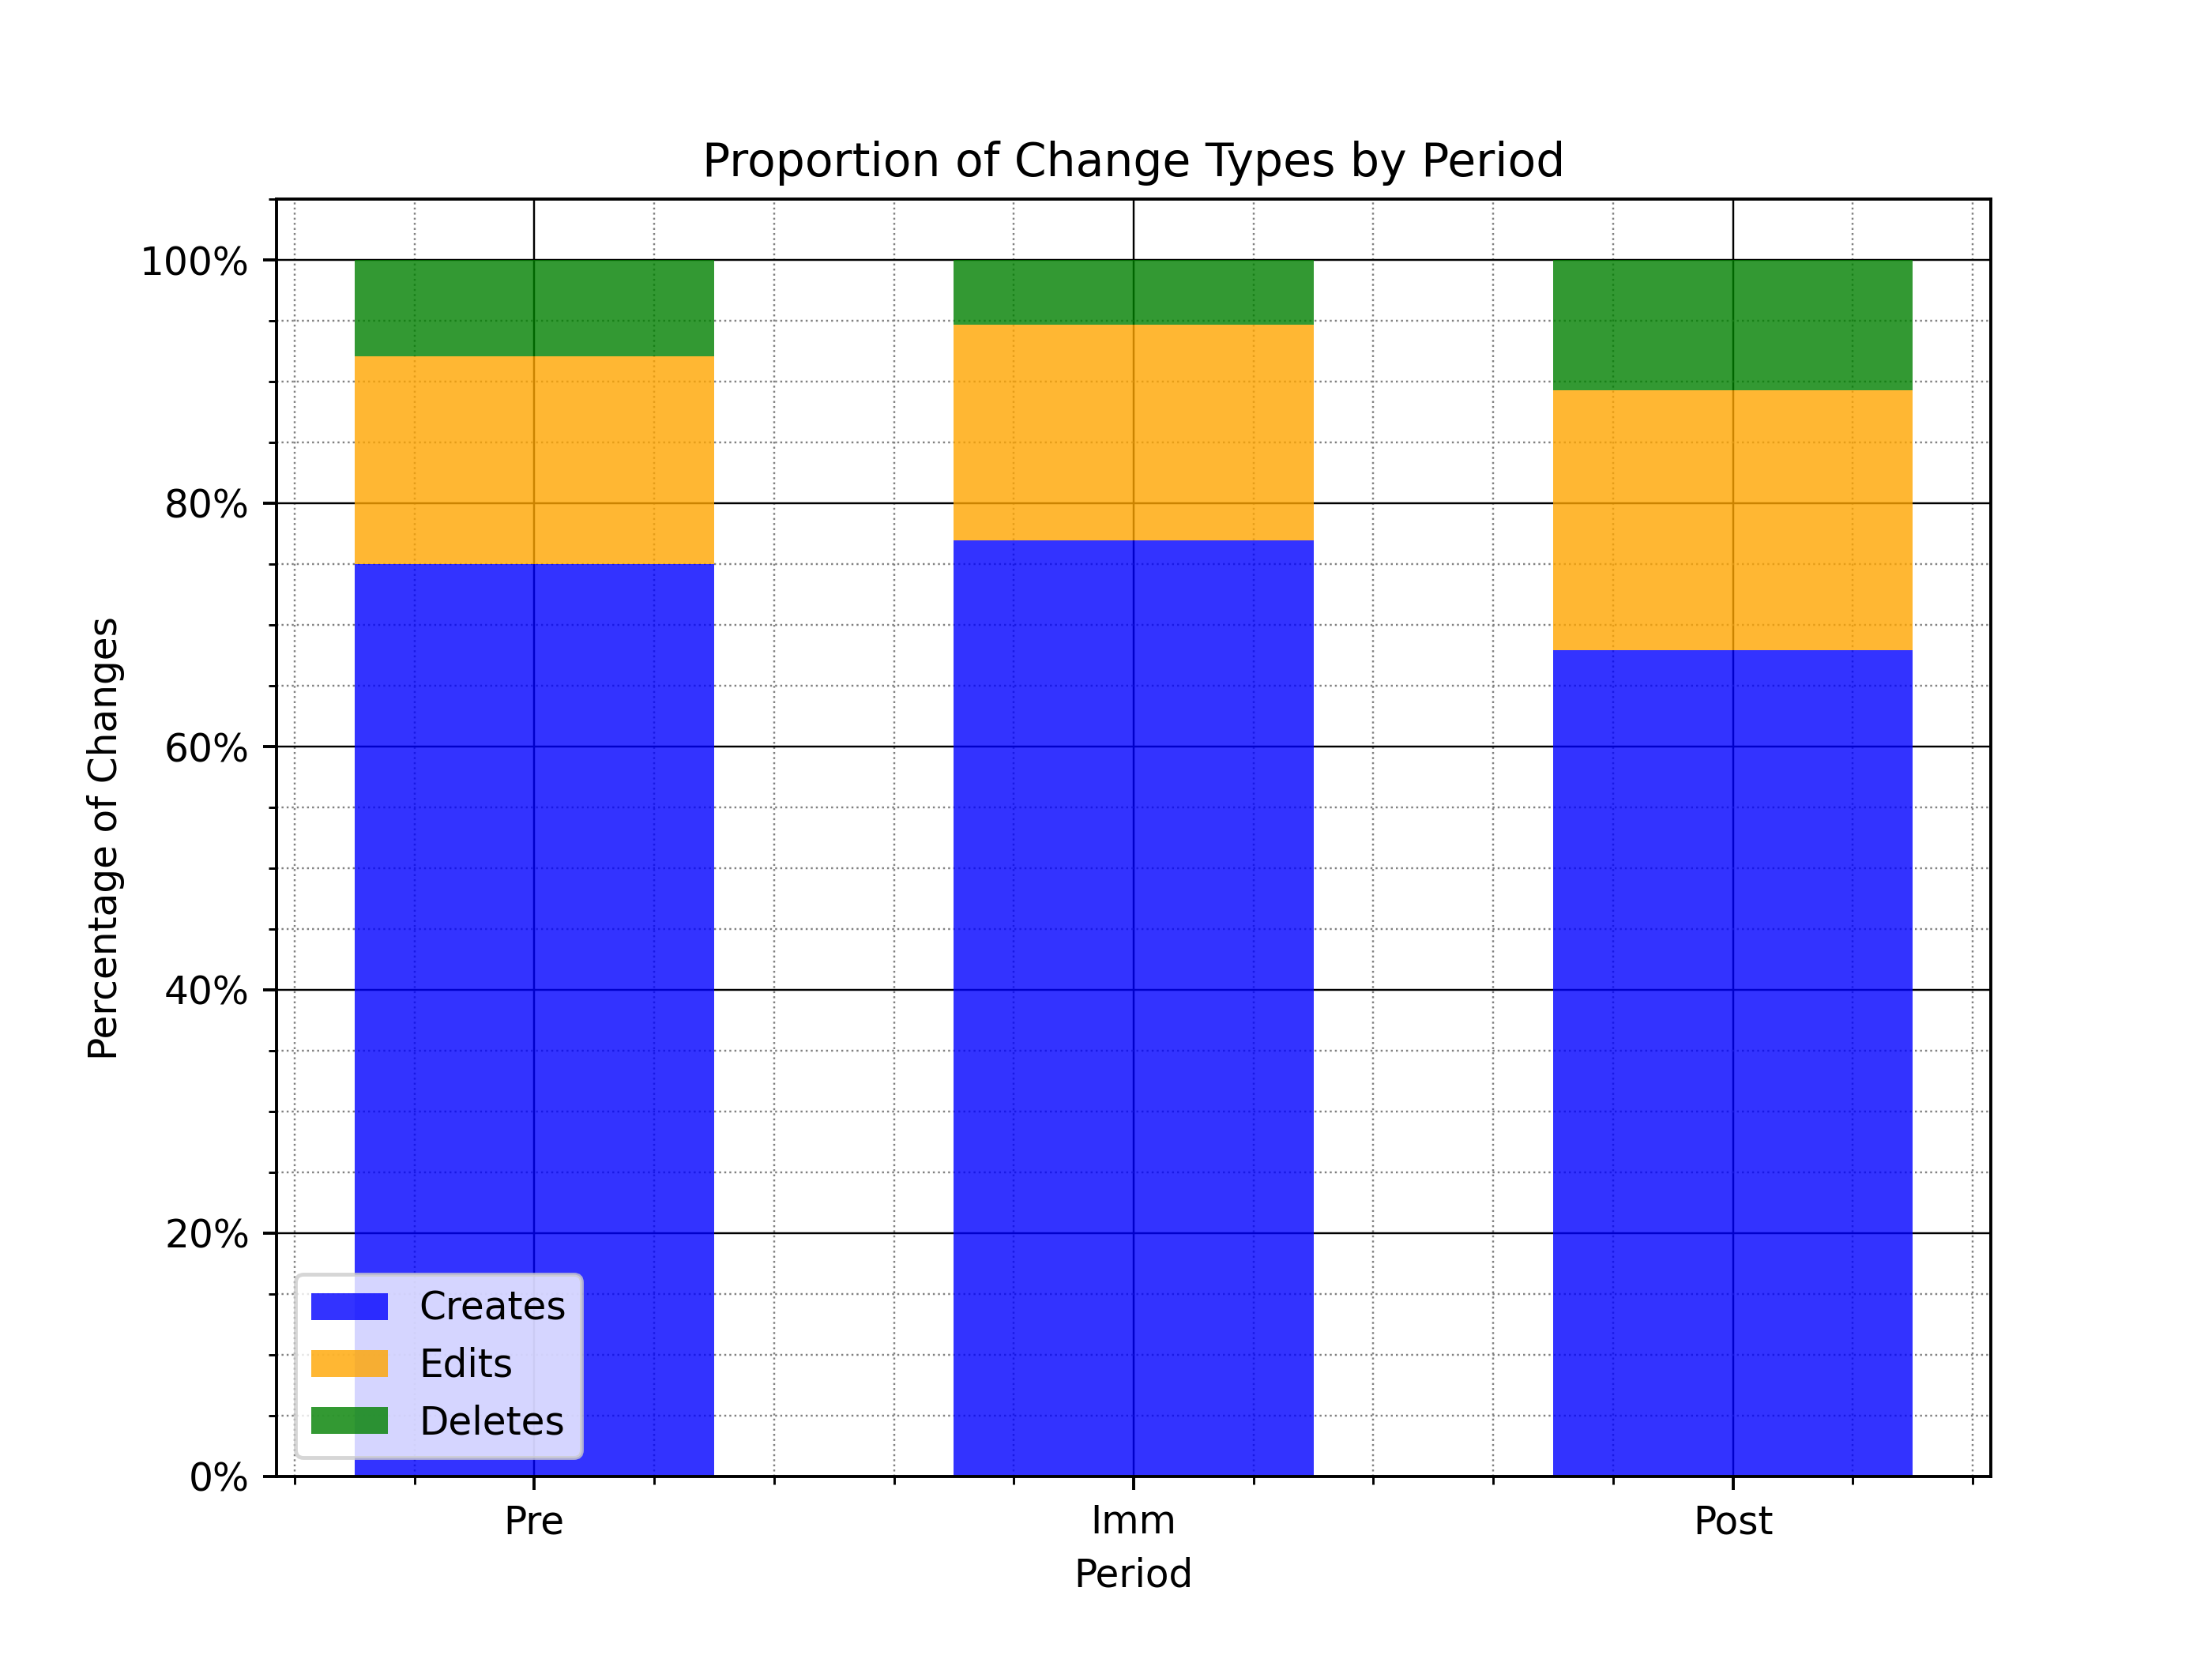 Proportion of Change Types by Period
Percentage of Changes
100%
80%
60%
40%
20%
0%
Creates
Edits
Deletes
Pre
Imm
Post
Period